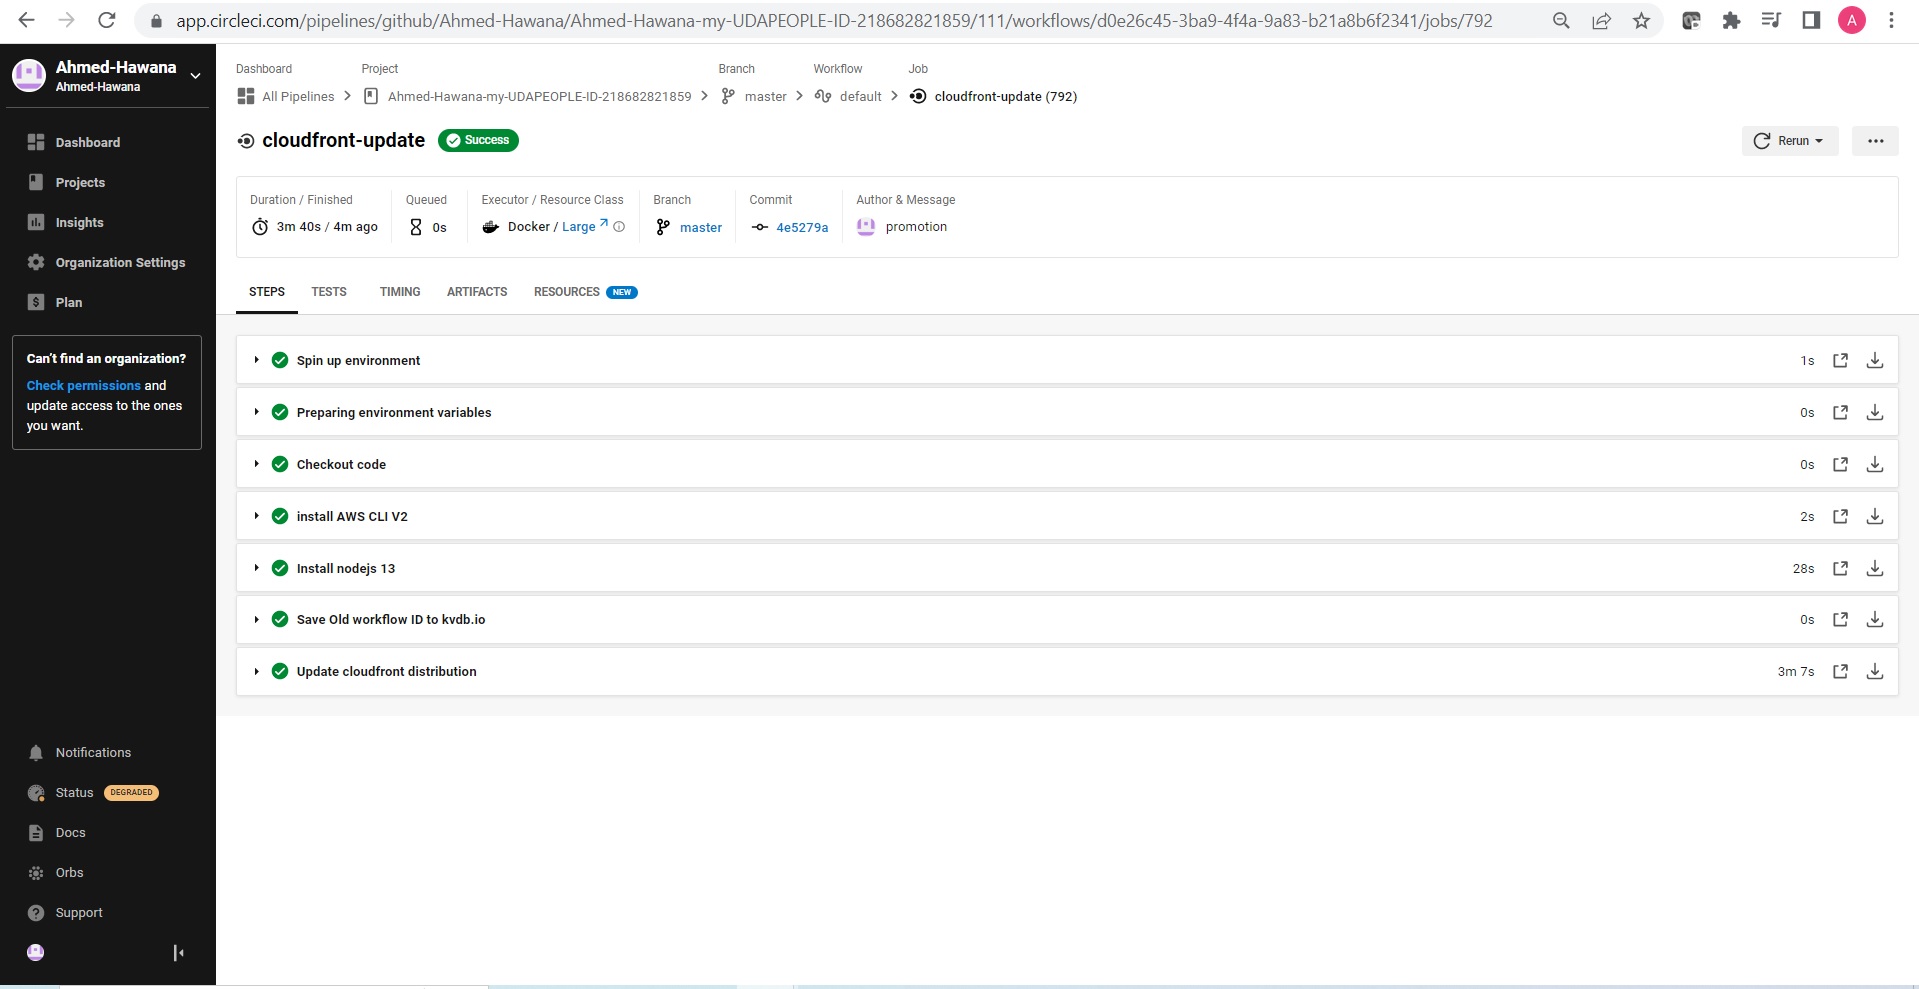 app.circleci.com/pipelines/github/Ahmed-Hawana/Ahmed-Hawana-my-UDAPEOPLE-ID-218682821859/111/workflows/d0e26c45-3ba9-4f4a-9a83-b21a8b6f2341/jobs/792
A
Ahmed-Hawana
Ahmed-Hawana
Dashboard
Projects
Insights
Organization Settings
Plan
Can't find an organization?
Check permissions and
update access to the ones
you want.
Notifications
Status DEGRADED
Docs
Orbs
Support
Dashboard Project Branch Workflow Job
All Pipelines Ahmed-Hawana-my-UDAPEOPLE-ID-218682821859 master default cloudfront-update (792)
cloudfront-update Success
Rerun
Duration / Finished Queued Executor / Resource Class Branch Commit Author & Message
3m 40s / 4m ago 0s Docker / Large master 4e5279a promotion
STEPS TESTS TIMING ARTIFACTS RESOURCES NEW
Spin up environment 1s
Preparing environment variables 0s
Checkout code 0s
install AWS CLI V2 2s
Install nodejs 13 28s
Save Old workflow ID to kvdb.io 0s
Update cloudfront distribution 3m 7s